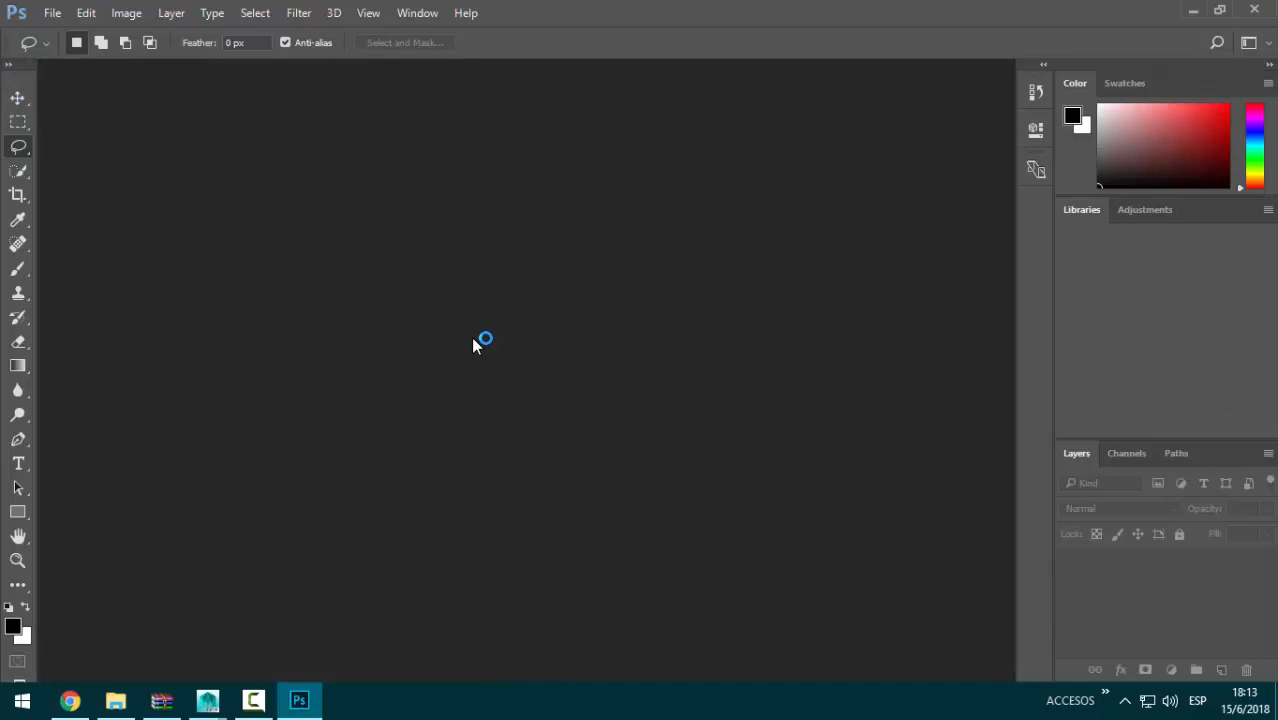 Ps File Edit Image Layer Type Select Filter 3D View Window Help
Feather: 0 px Anti-alias Select and Mask...
Color Swatches
Libraries Adjustments
Layers Channels Paths
Kind
Normal Opacity:
Lock: Fill:
Ps ACCESOS ESP 18:13
15/6/2018